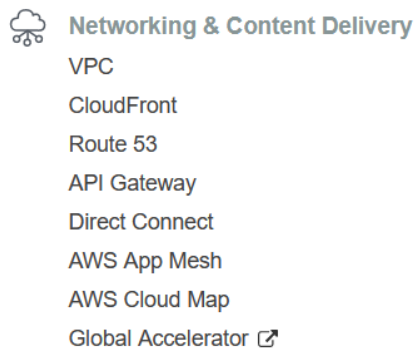 Networking & Content Delivery
VPC
CloudFront
Route 53
API Gateway
Direct Connect
AWS App Mesh
AWS Cloud Map
Global Accelerator